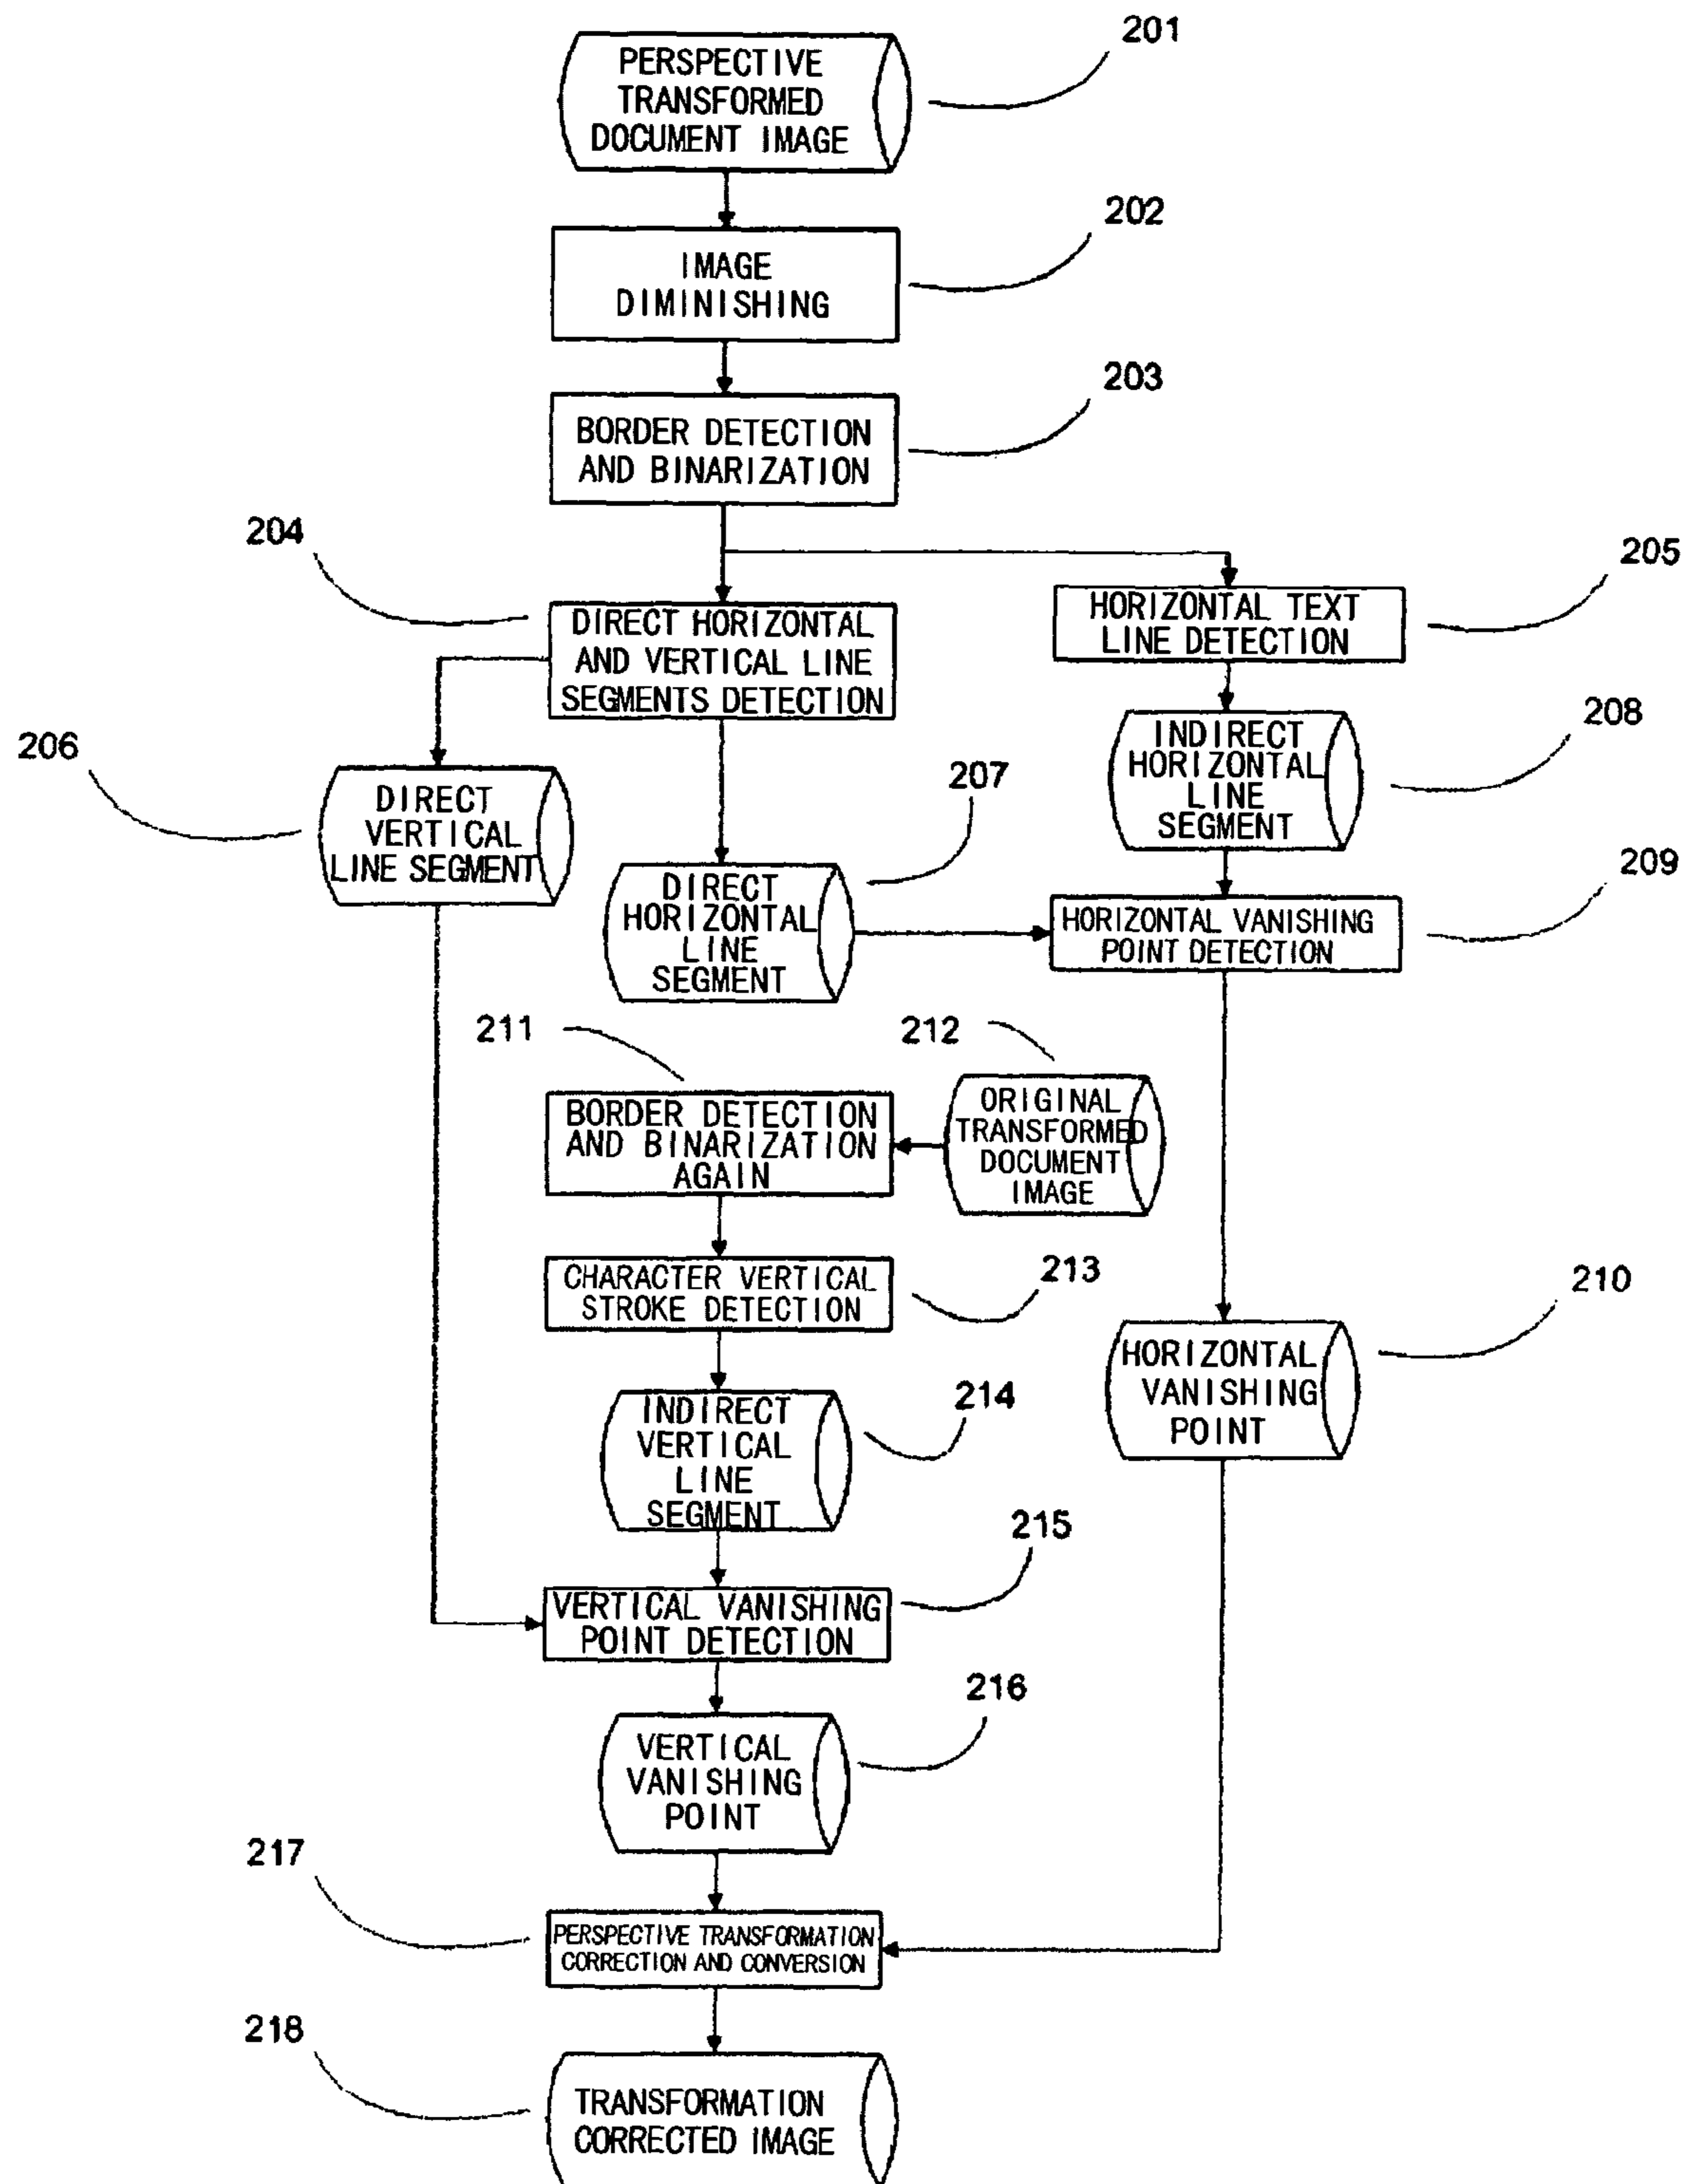 201
PERSPECTIVE
TRANSFORMED
DOCUMENT IMAGE
202
IMAGE
DIMINISHING
203
BORDER DETECTION
AND BINARIZATION
204
205
DIRECT HORIZONTAL
AND VERTICAL LINE
SEGMENTS DETECTION
HORIZONTAL TEXT
LINE DETECTION
206
DIRECT
VERTICAL
LINE SEGMENT
207
DIRECT
HORIZONTAL
LINE
SEGMENT
208
INDIRECT
HORIZONTAL
LINE
SEGMENT
209
HORIZONTAL VANISHING
POINT DETECTION
211
BORDER DETECTION
AND BINARIZATION
AGAIN
212
ORIGINAL
TRANSFORMED
DOCUMENT
IMAGE
213
CHARACTER VERTICAL
STROKE DETECTION
210
HORIZONTAL
VANISHING
POINT
214
INDIRECT
VERTICAL
LINE
SEGMENT
215
VERTICAL VANISHING
POINT DETECTION
216
VERTICAL
VANISHING
POINT
217
PERSPECTIVE TRANSFORMATION
CORRECTION AND CONVERSION
218
TRANSFORMATION
CORRECTED IMAGE